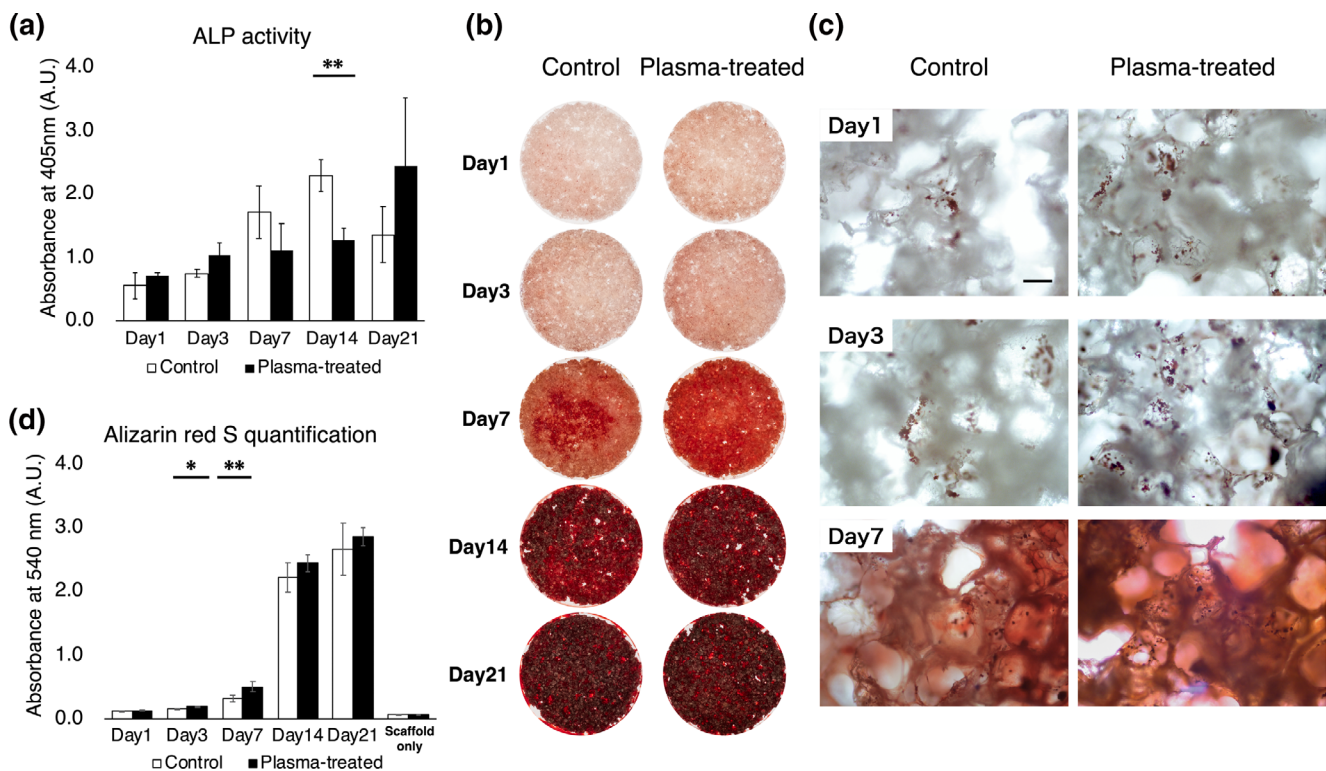 (a)
ALP activity
Absorbance at 405nm (A.U.)
4.0
3.0
2.0
1.0
0.0
**
Day1 Day3 Day7 Day14 Day21
Control Plasma-treated
(b)
Control Plasma-treated
Day1
Day3
Day7
Day14
Day21
(c)
Control Plasma-treated
Day1
Day3
Day7
(d)
Alizarin red S quantification
Absorbance at 540 nm (A.U.)
4.0
3.0
2.0
1.0
0.0
* **
Day1 Day3 Day7 Day14 Day21 Scaffold
only
Control Plasma-treated